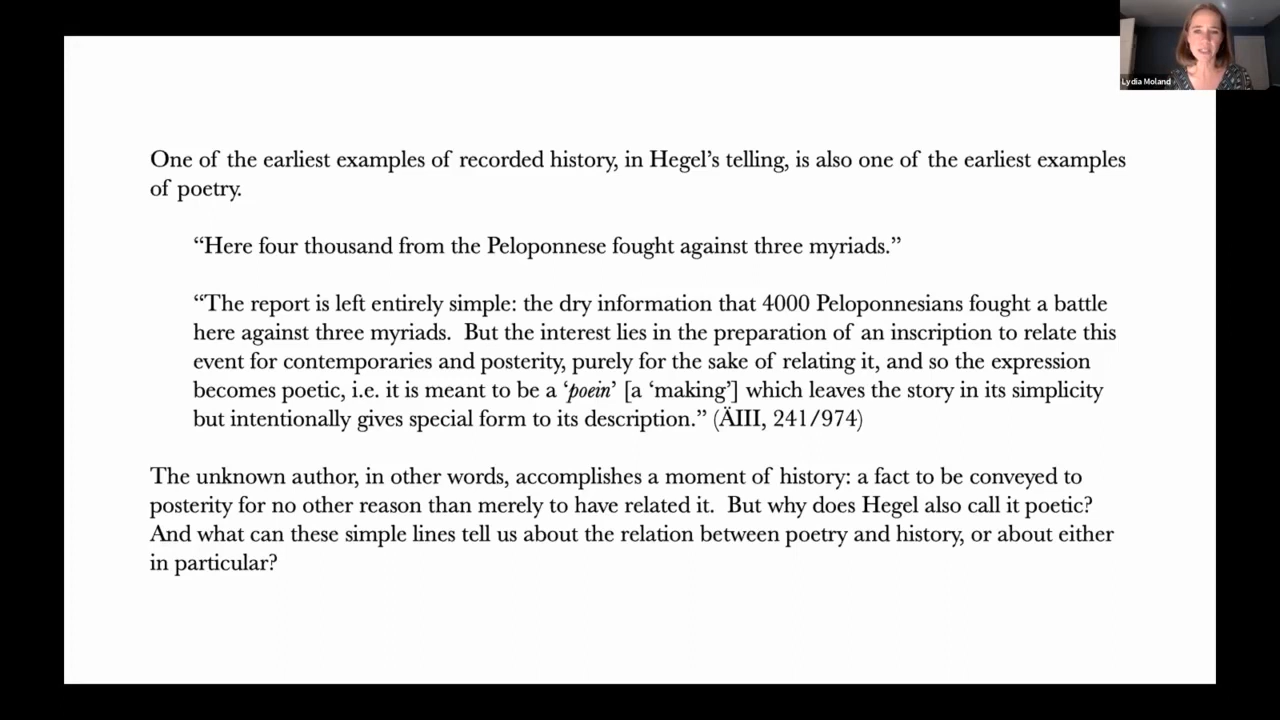 Lydia Moland
One of the earliest examples of recorded history, in Hegel’s telling, is also one of the earliest examples
of poetry.
“Here four thousand from the Peloponnese fought against three myriads.”
“The report is left entirely simple: the dry information that 4000 Peloponnesians fought a battle
here against three myriads.  But the interest lies in the preparation of an inscription to relate this
event for contemporaries and posterity, purely for the sake of relating it, and so the expression
becomes poetic, i.e. it is meant to be a ‘poein’ [a ‘making’] which leaves the story in its simplicity
but intentionally gives special form to its description.” (ÄIII, 241/974)
The unknown author, in other words, accomplishes a moment of history: a fact to be conveyed to
posterity for no other reason than merely to have related it.  But why does Hegel also call it poetic?
And what can these simple lines tell us about the relation between poetry and history, or about either
in particular?